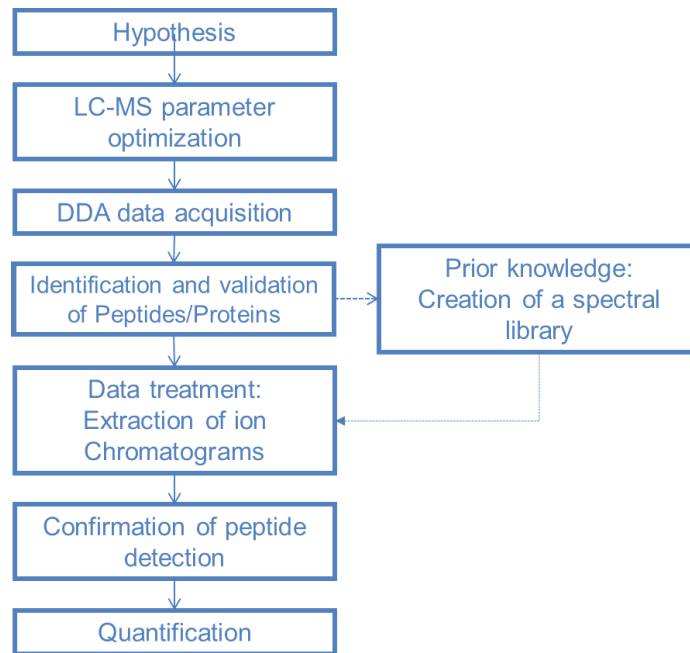 Hypothesis
LC-MS parameter
optimization
DDA data acquisition
Identification and validation
of Peptides/Proteins
Prior knowledge:
Creation of a spectral
library
Data treatment:
Extraction of ion
Chromatograms
Confirmation of peptide
detection
Quantification